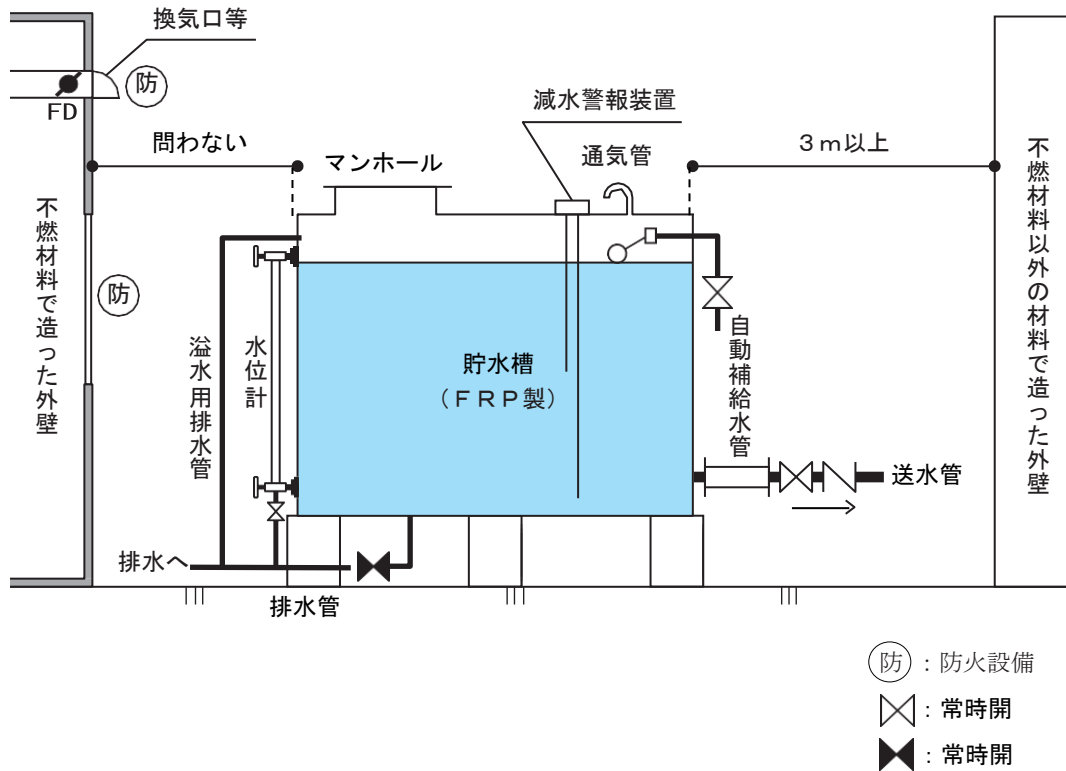 換気口等
防
FD
減水警報装置
問わない
マンホール
通気管
3m以上
不燃材料で造った外壁
防
溢水用排水管
水位計
貯水槽
(FRP製)
自動補給水管
不燃材料以外の材料で造った外壁
送水管
排水へ
排水管
防:防火設備
:常時開
:常時開